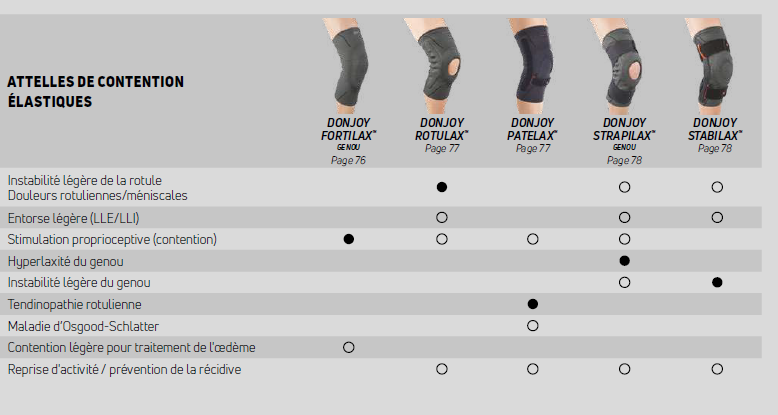 ATTELLES DE CONTENTION
ÉLASTIQUES
DONJOY
FORTILAX™
GENOU
Page 76
DONJOY
ROTULAX™
Page 77
DONJOY
PATELAX™
Page 77
DONJOY
STRAPILAX™
GENOU
Page 78
DONJOY
STABILAX™
Page 78
Instabilité légère de la rotule
Douleurs rotuliennes/méniscales
Entorse légère (LLE/LLI)
Stimulation proprioceptive (contention)
Hyperlaxité du genou
Instabilité légère du genou
Tendinopathie rotulienne
Maladie d'Osgood-Schlatter
Contention légère pour traitement de l'œdème
Reprise d'activité / prévention de la récidive